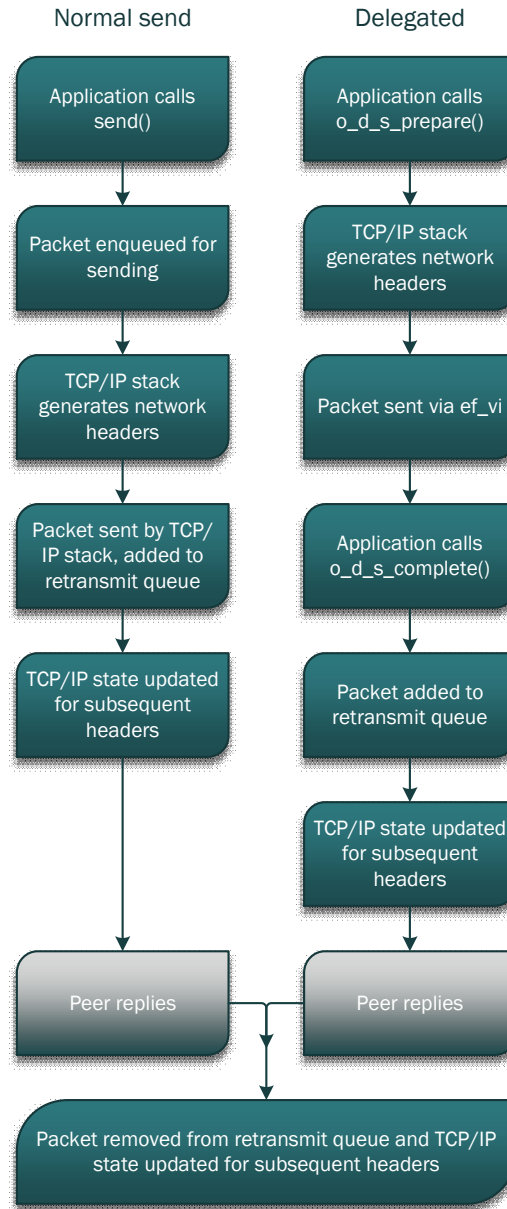 Normal send
Delegated
Application calls
send()
Application calls
o_d_s_prepare()
Packet enqueued for
sending
TCP/IP stack
generates network
headers
TCP/IP stack
generates network
headers
Packet sent via ef_vi
Packet sent by TCP/
IP stack, added to
retransmit queue
Application calls
o_d_s_complete()
TCP/IP state updated
for subsequent
headers
Packet added to
retransmit queue
TCP/IP state updated
for subsequent
headers
Peer replies
Peer replies
Packet removed from retransmit queue and TCP/IP
state updated for subsequent headers